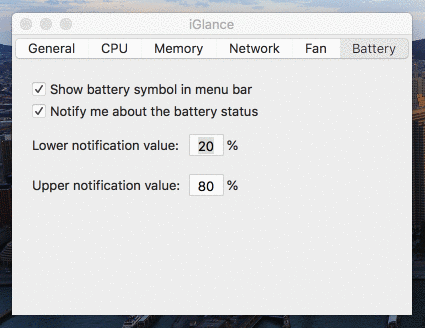 iGlance
General CPU Memory Network Fan Battery
Show battery symbol in menu bar
Notify me about the battery status
Lower notification value: 20 %
Upper notification value: 80 %